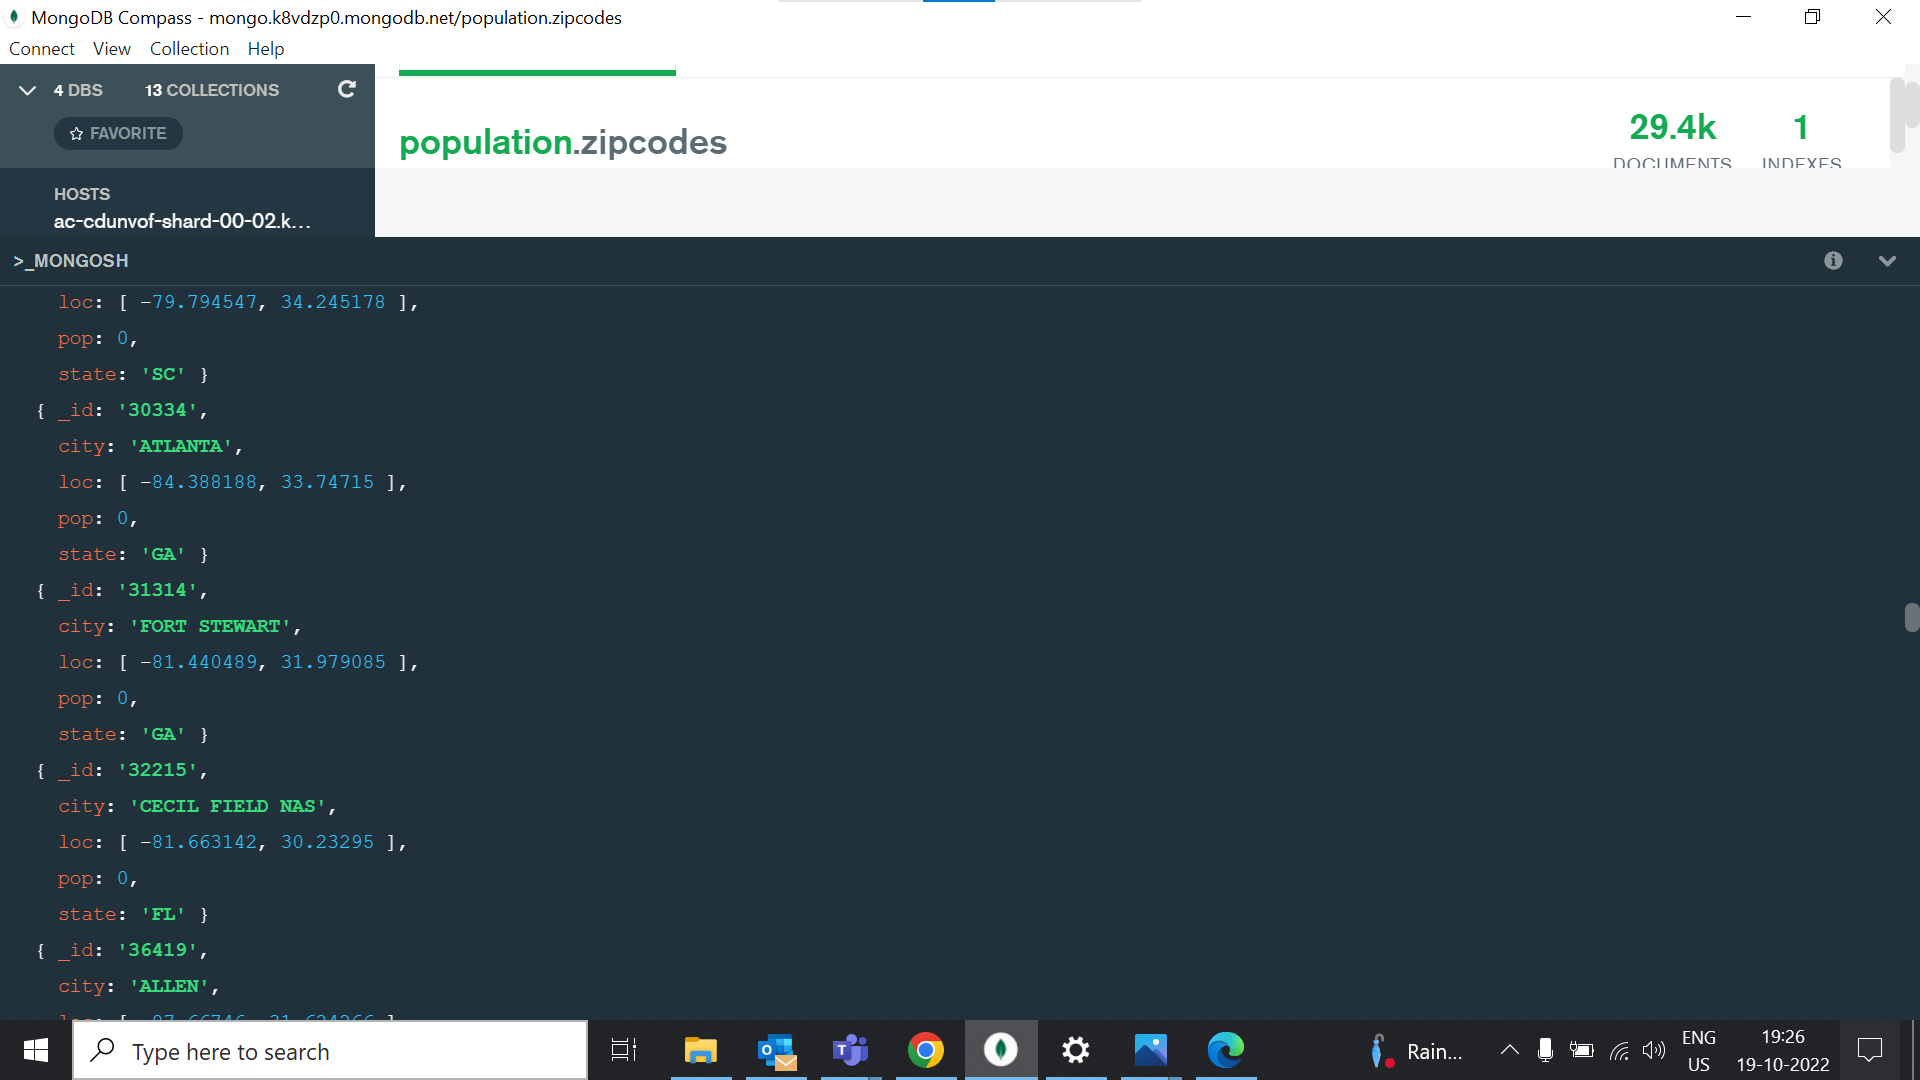 MongoDB Compass - mongo.k8vdzp0.mongodb.net/population.zipcodes
Connect View Collection Help
4 DBS 13 COLLECTIONS
FAVORITE
HOSTS
ac-cdunvof-shard-00-02.k...
population.zipcodes
29.4k 1
DOCUMENTS INDEXES
>_MONGOSH
loc: [ -79.794547, 34.245178 ],
pop: 0,
state: 'SC' }
{ _id: '30334',
city: 'ATLANTA',
loc: [ -84.388188, 33.74715 ],
pop: 0,
state: 'GA' }
{ _id: '31314',
city: 'FORT STEWART',
loc: [ -81.440489, 31.979085 ],
pop: 0,
state: 'GA' }
{ _id: '32215',
city: 'CECIL FIELD NAS',
loc: [ -81.663142, 30.23295 ],
pop: 0,
state: 'FL' }
{ _id: '36419',
city: 'ALLEN',
Type here to search
Rain...
ENG
US
19:26
19-10-2022